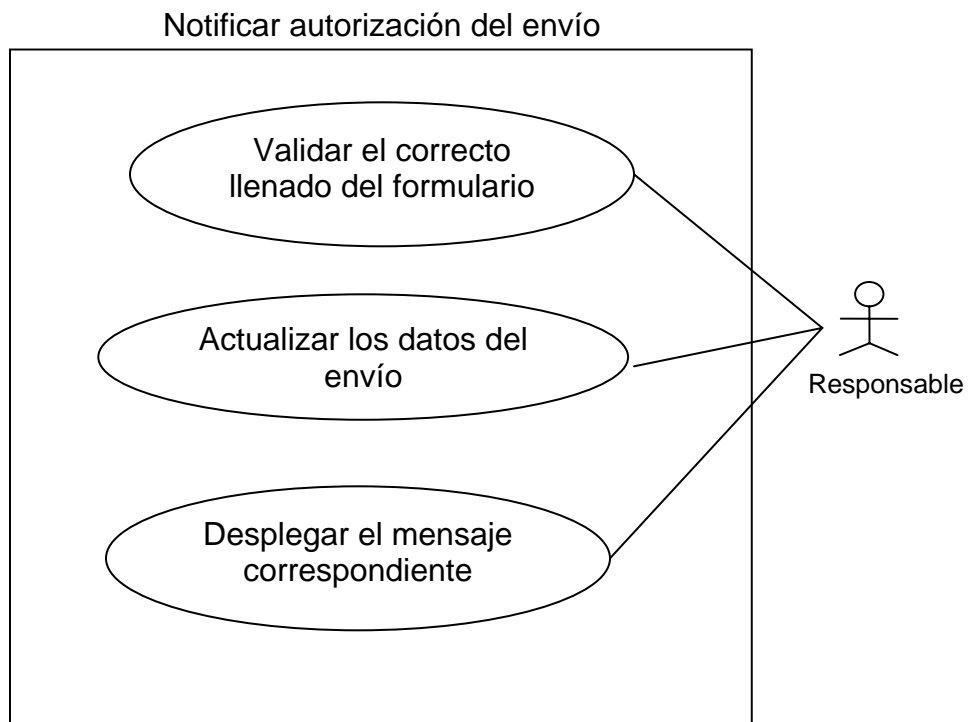 Notificar autorización del envío
Validar el correcto
llenado del formulario
Actualizar los datos del
envío
Responsable
Desplegar el mensaje
correspondiente